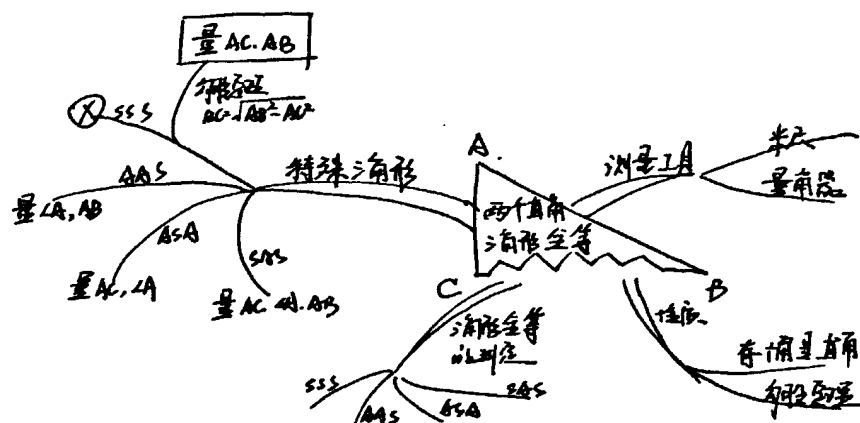 量AC.AB
勾股定理
BC=√AB²-AC²
SSS
AAS
量∠A,AB
ASA
量AC,∠A
SAS
量AC.∠A.AB
特殊三角形
A.
两个直角
三角形全等
C
B
测量工具
米尺
量角器
三角形全等
的判定
SSS
AAS
ASA
SAS
性质
有一角是直角
勾股定理